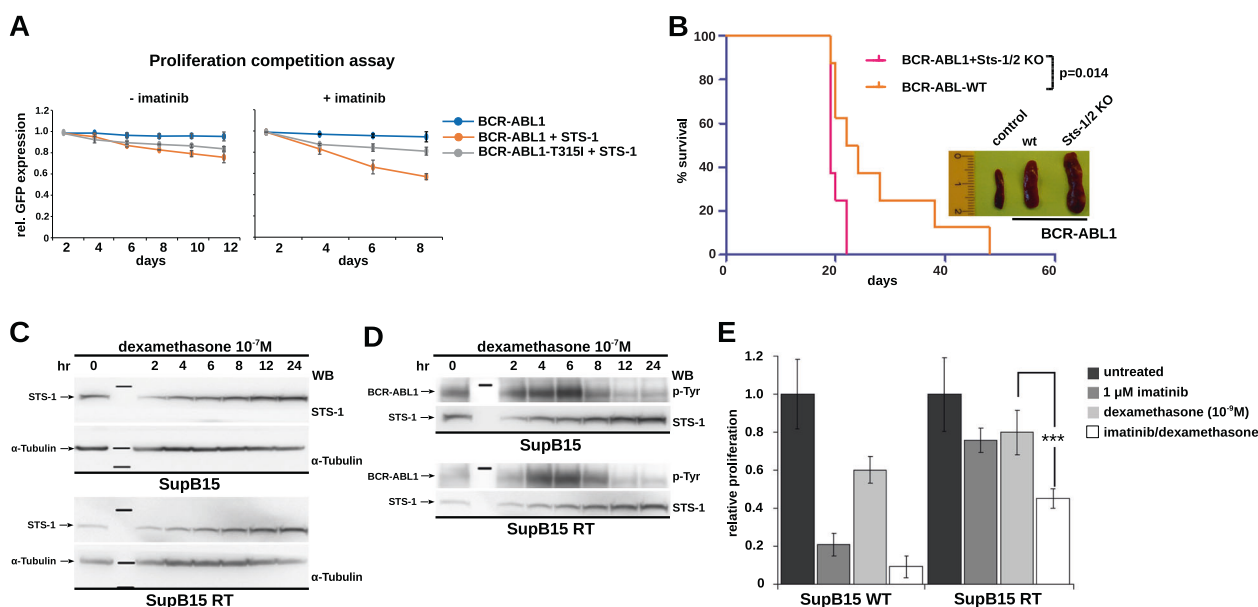 A
Proliferation competition assay
- imatinib
+ imatinib
rel. GFP expression
1.2
1.0
0.8
0.6
0.4
0.2
0
2 4 6 8 10 12
days
2 4 6 8
days
BCR-ABL1
BCR-ABL1 + STS-1
BCR-ABL1-T315I + STS-1
B
% survival
100
80
60
40
20
0
0 20 40 60
days
BCR-ABL1+Sts-1/2 KO
BCR-ABL-WT
p=0.014
control
wt
Sts-1/2 KO
0
1
2
BCR-ABL1
C
dexamethasone 10-7M
hr 0 2 4 6 8 12 24
WB
STS-1
STS-1
α-Tubulin
α-Tubulin
SupB15
STS-1
α-Tubulin
α-Tubulin
SupB15 RT
D
dexamethasone 10-7M
hr 0 2 4 6 8 12 24
WB
BCR-ABL1
p-Tyr
STS-1
STS-1
SupB15
BCR-ABL1
p-Tyr
STS-1
STS-1
SupB15 RT
E
relative proliferation
1.0
0.6
0.4
0.2
0
SupB15 WT
SupB15 RT
untreated
1 µM imatinib
dexamethasone (10-9M)
imatinib/dexamethasone
***